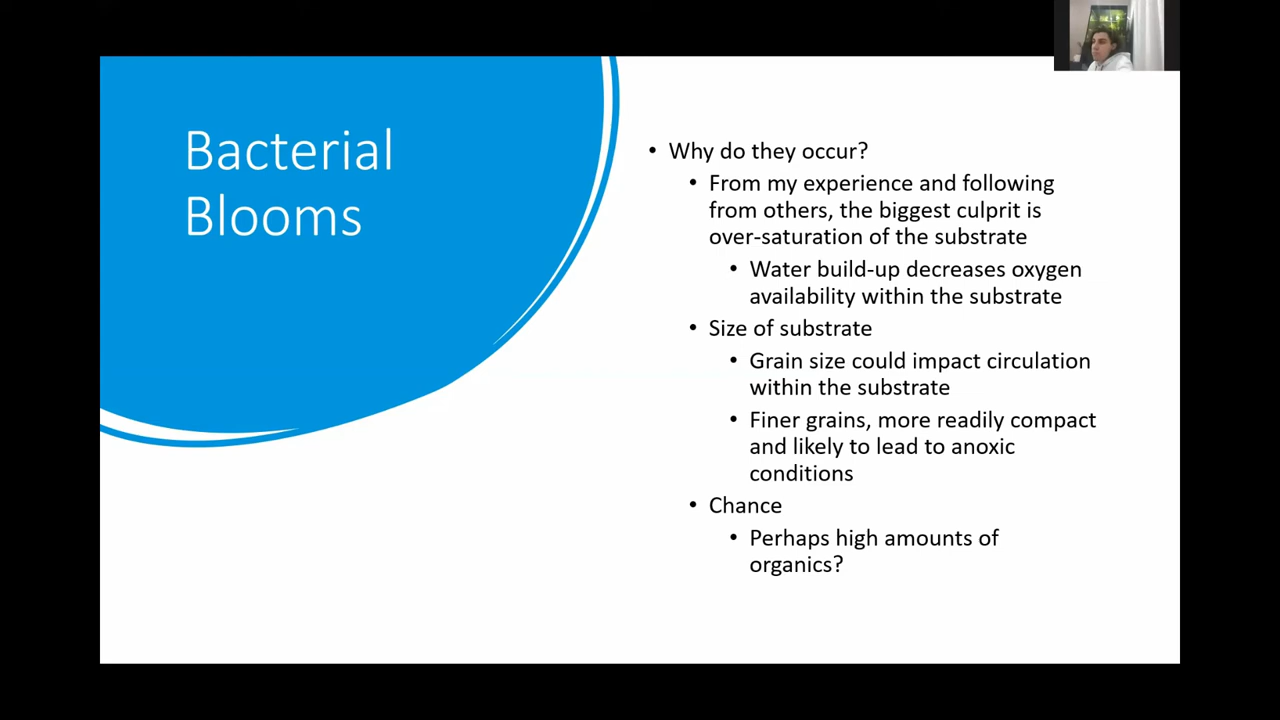 Bacterial
Blooms
• Why do they occur?
• From my experience and following
from others, the biggest culprit is
over-saturation of the substrate
• Water build-up decreases oxygen
availability within the substrate
• Size of substrate
• Grain size could impact circulation
within the substrate
• Finer grains, more readily compact
and likely to lead to anoxic
conditions
• Chance
• Perhaps high amounts of
organics?